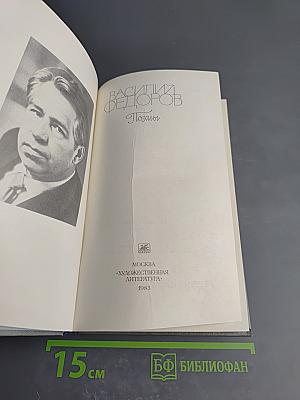 ВАСИЛИЙ
ФЕДОРОВ
Поэмы
МОСКВА
«ХУДОЖЕСТВЕННАЯ
ЛИТЕРАТУРА»
1983
15 см
БФ БИБЛИОФАН